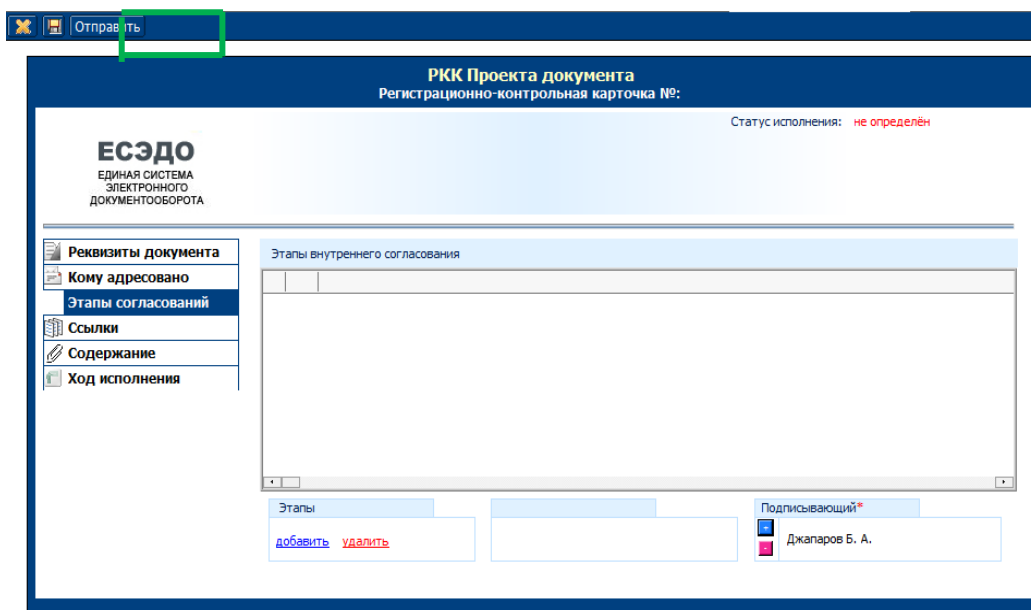 Отправить
РКК Проекта документа
Регистрационно-контрольная карточка №:
Статус исполнения: не определён
ЕСЭДО
ЕДИНАЯ СИСТЕМА
ЭЛЕКТРОННОГО
ДОКУМЕНТООБОРОТА
Реквизиты документа
Кому адресовано
Этапы согласований
Ссылки
Содержание
Ход исполнения
Этапы внутреннего согласования
Этапы
добавить удалить
Подписывающий*
+
-
Джапаров Б. А.